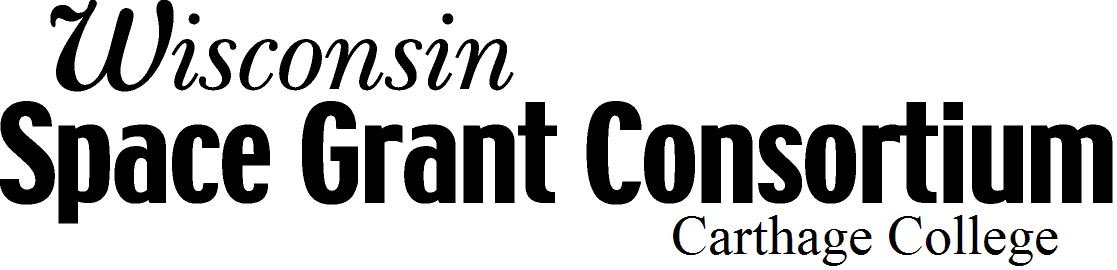 Wisconsin
Space Grant Consortium
Carthage College